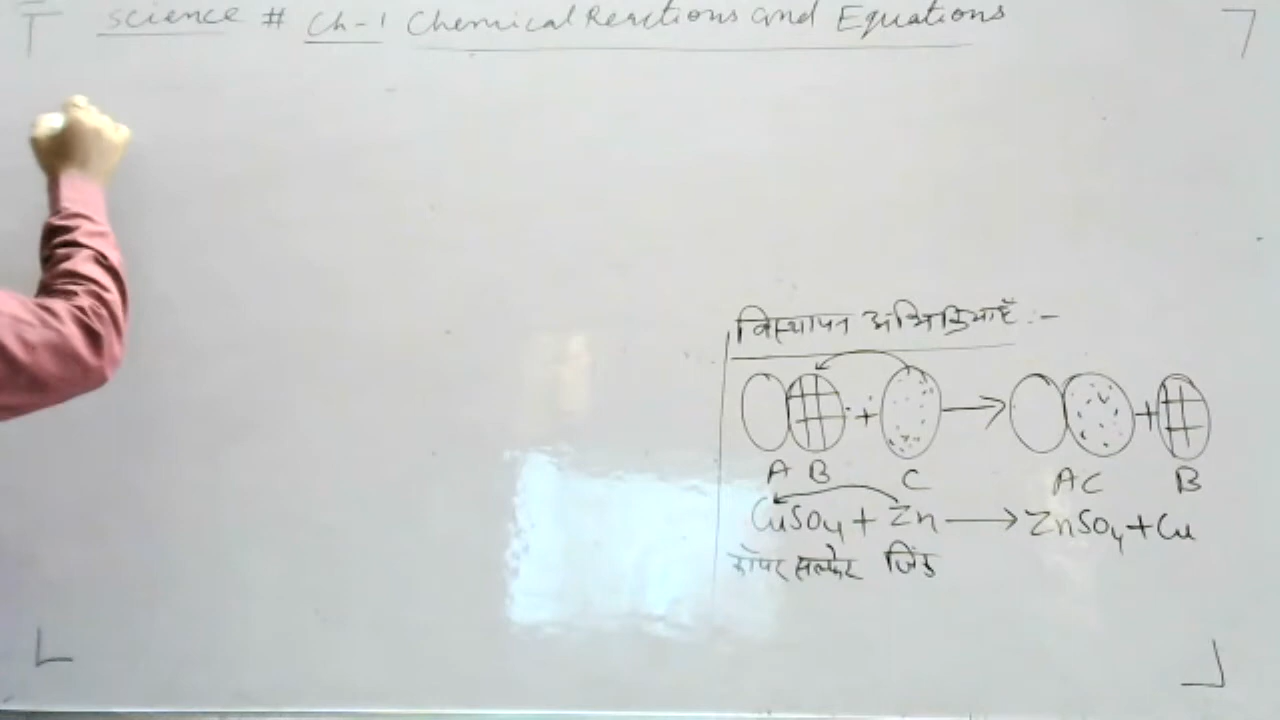 science # Ch-1 Chemical Reactions and Equations
विस्थापन अभिक्रियाएँ :-
+ → +
A B C AC B
CuSO4 + Zn → ZnSO4 + Cu
कॉपर सल्फेट जिंक